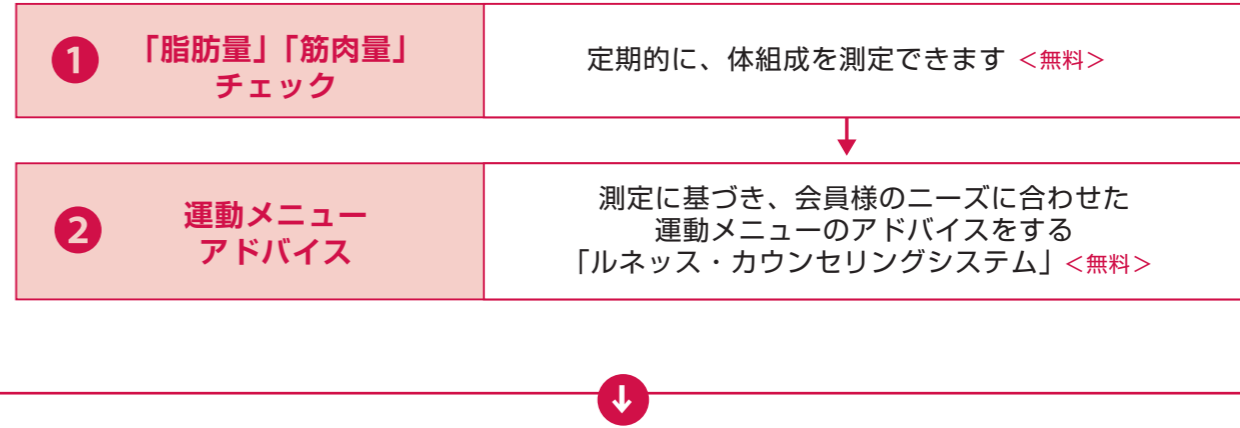 ❶
「脂肪量」「筋肉量」
チェック
定期的に、体組成を測定できます ＜無料＞
❷
運動メニュー
アドバイス
測定に基づき、会員様のニーズに合わせた
運動メニューのアドバイスをする
「ルネッス・カウンセリングシステム」＜無料＞